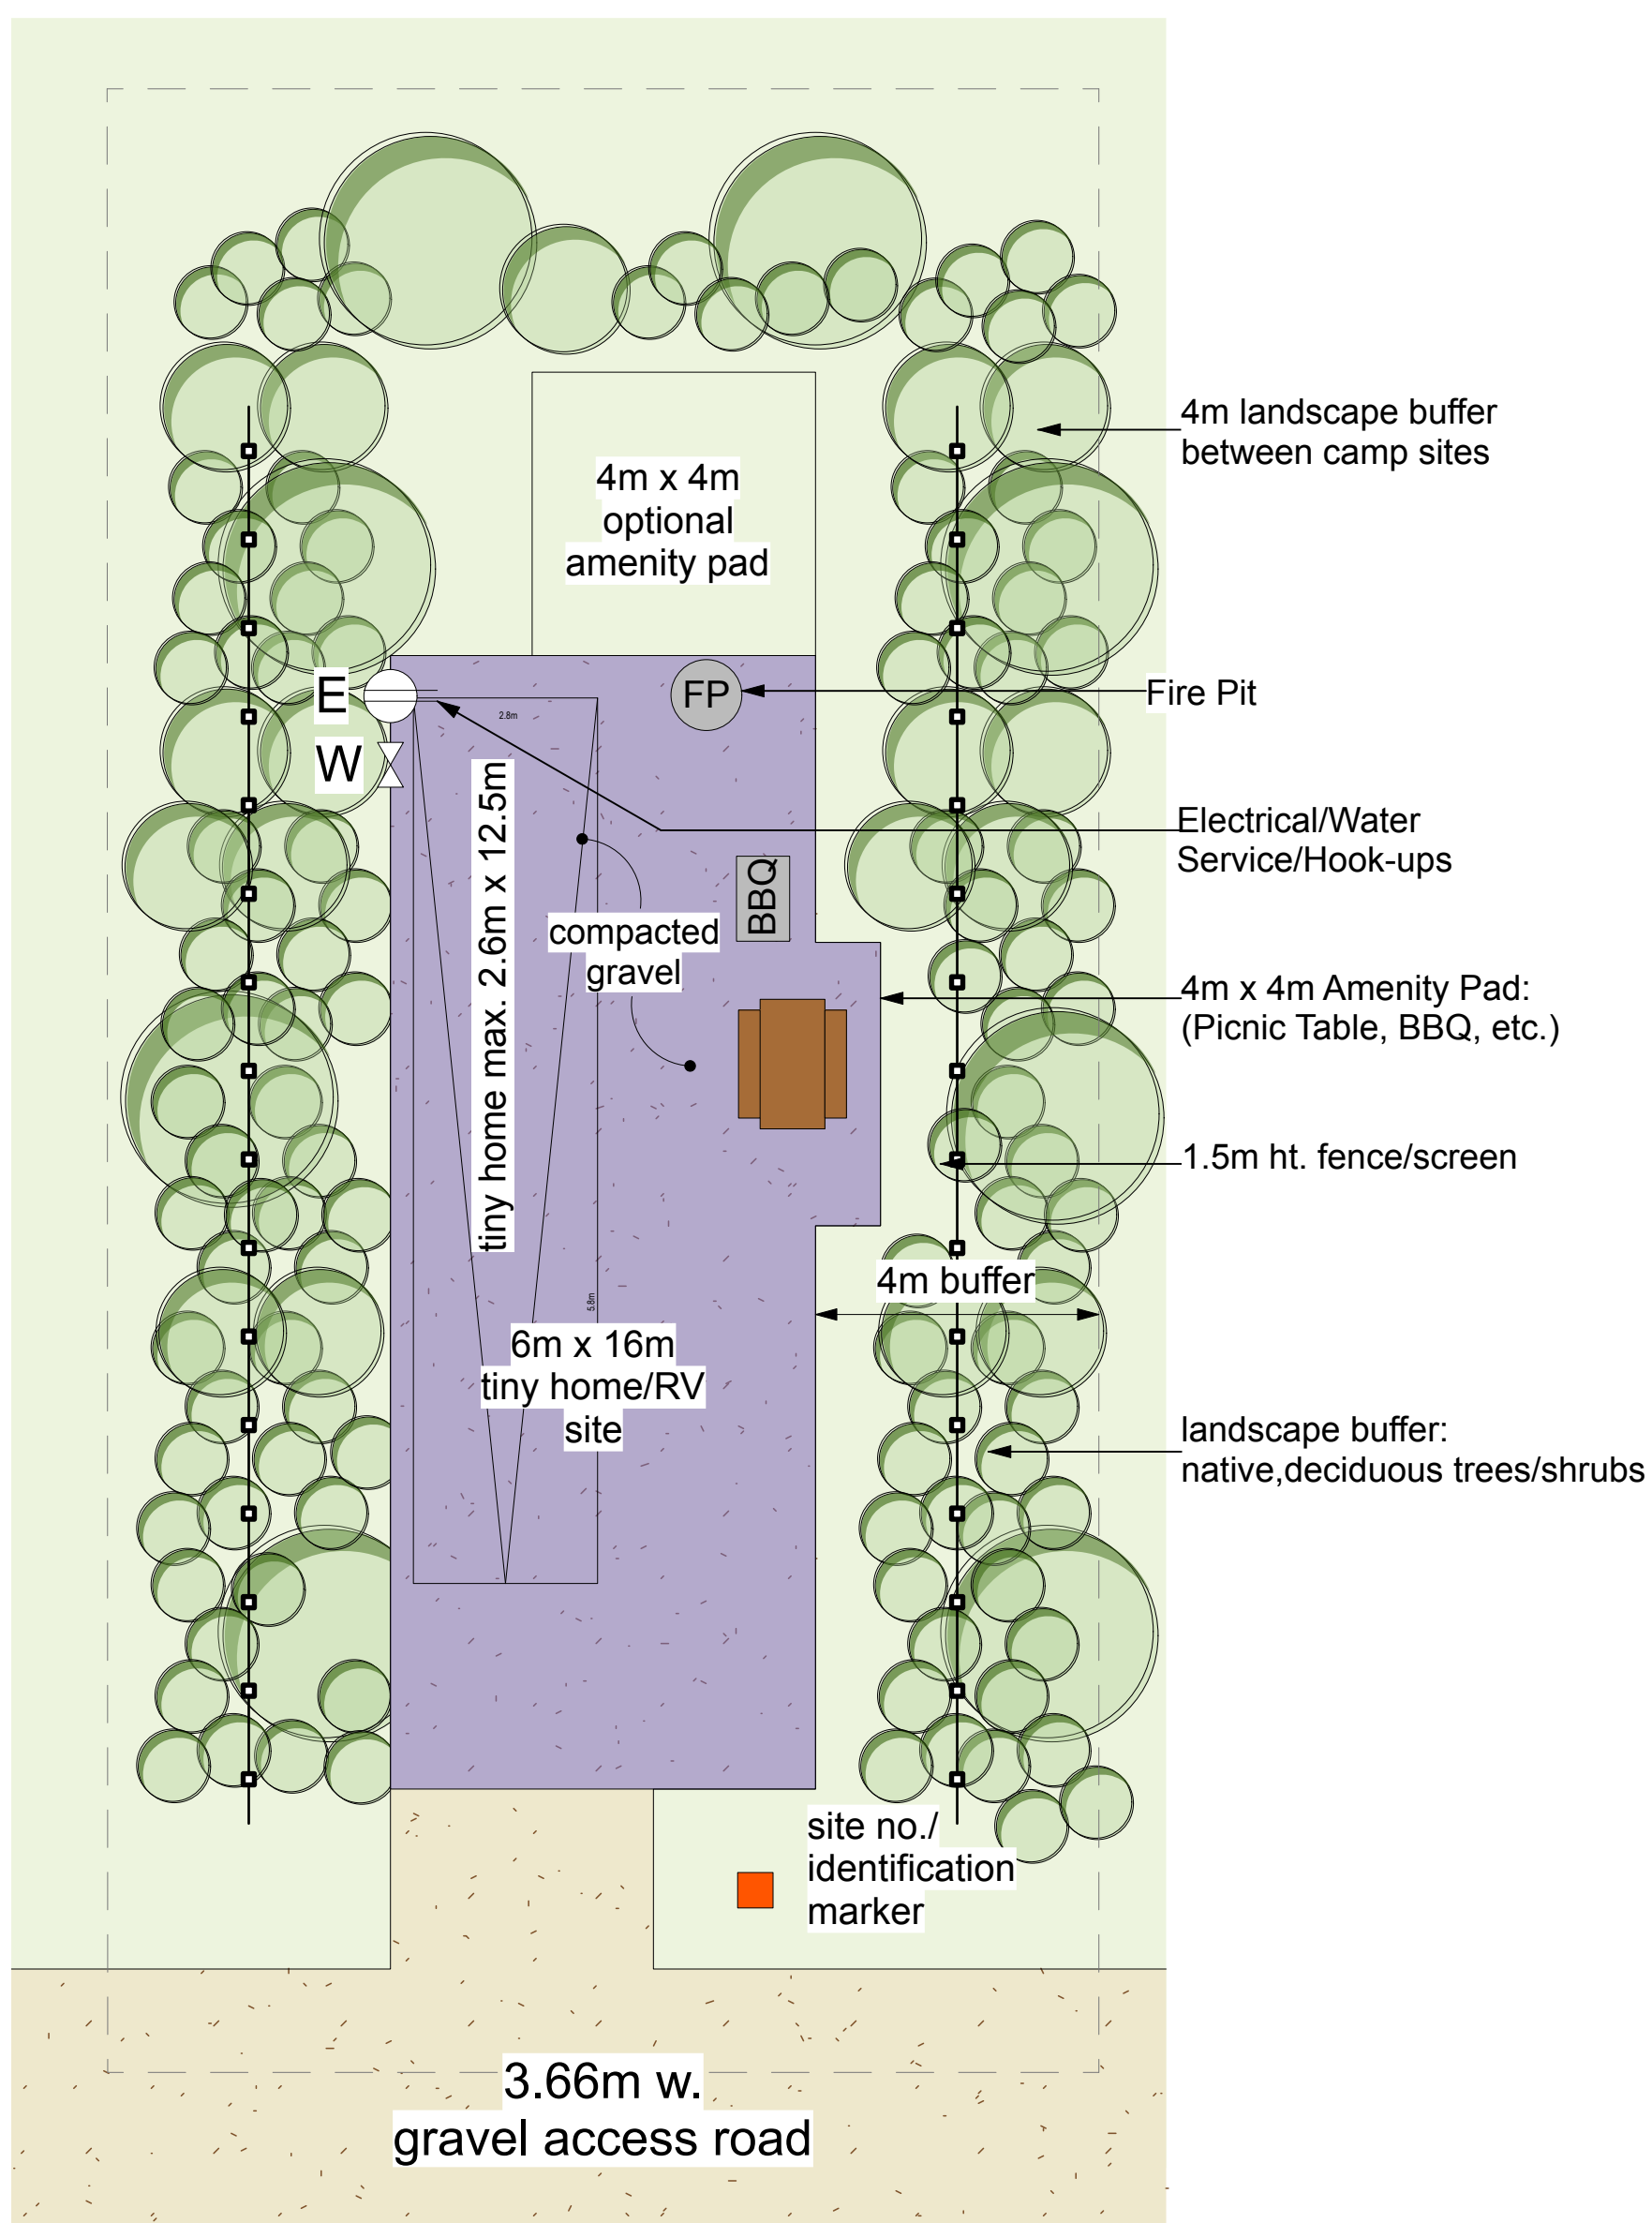 4m landscape buffer
between camp sites
4m x 4m
optional
amenity pad
E
FP
Fire Pit
2.8m
W
tiny home max. 2.6m x 12.5m
Electrical/Water
Service/Hook-ups
BBQ
compacted
gravel
4m x 4m Amenity Pad:
(Picnic Table, BBQ, etc.)
1.5m ht. fence/screen
4m buffer
5.8m
6m x 16m
tiny home/RV
site
landscape buffer:
native,deciduous trees/shrubs
site no./
identification
marker
3.66m w.
gravel access road